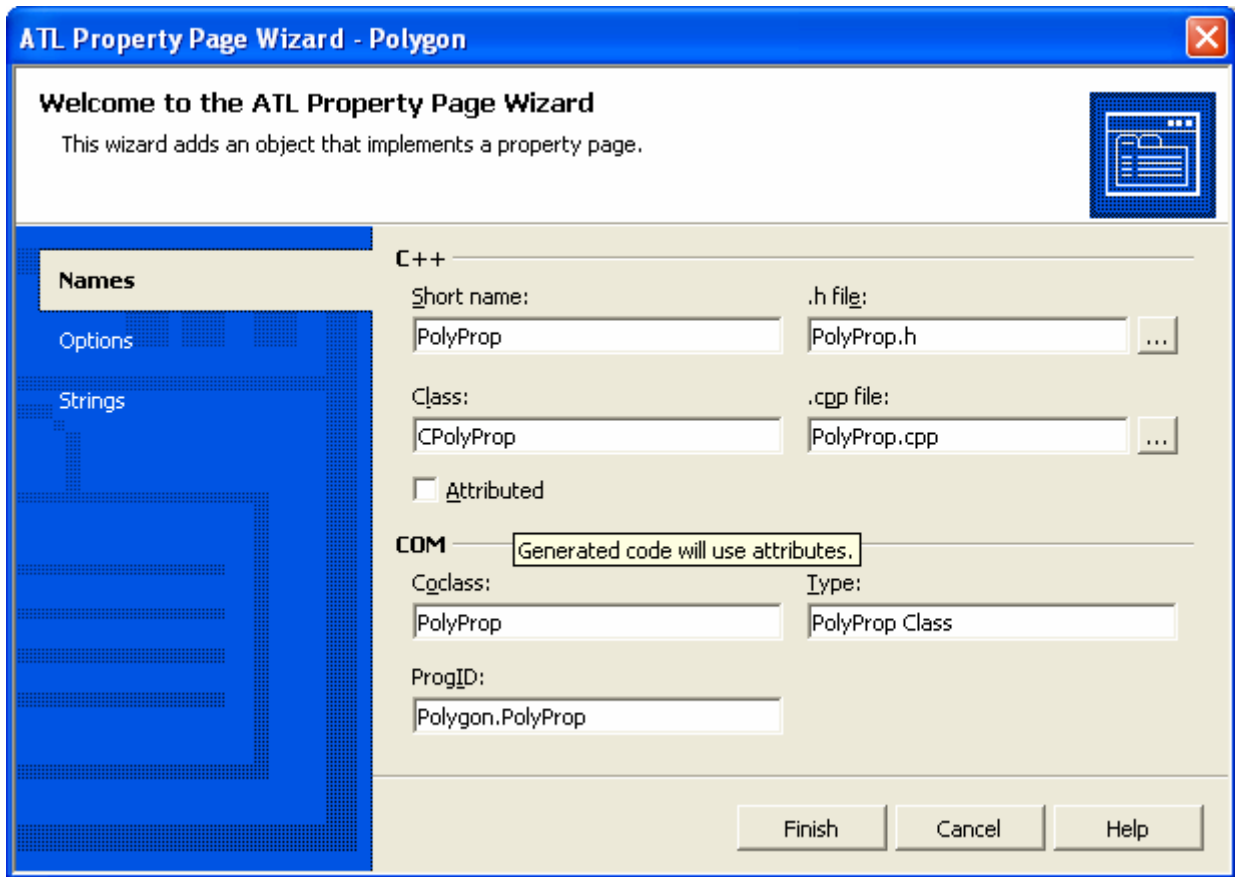 ATL Property Page Wizard - Polygon
Welcome to the ATL Property Page Wizard
This wizard adds an object that implements a property page.
Names
Options
Strings
C++
Short name:
PolyProp
.h file:
PolyProp.h
...
Class:
CPolyProp
.cpp file:
PolyProp.cpp
...
Attributed
COM
Generated code will use attributes.
Coclass:
PolyProp
Type:
PolyProp Class
ProgID:
Polygon.PolyProp
Finish
Cancel
Help